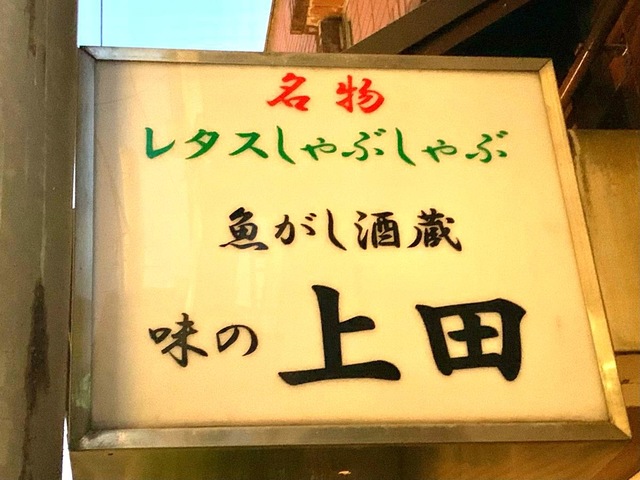 名物
レタスしゃぶしゃぶ
魚がし酒蔵
味の上田